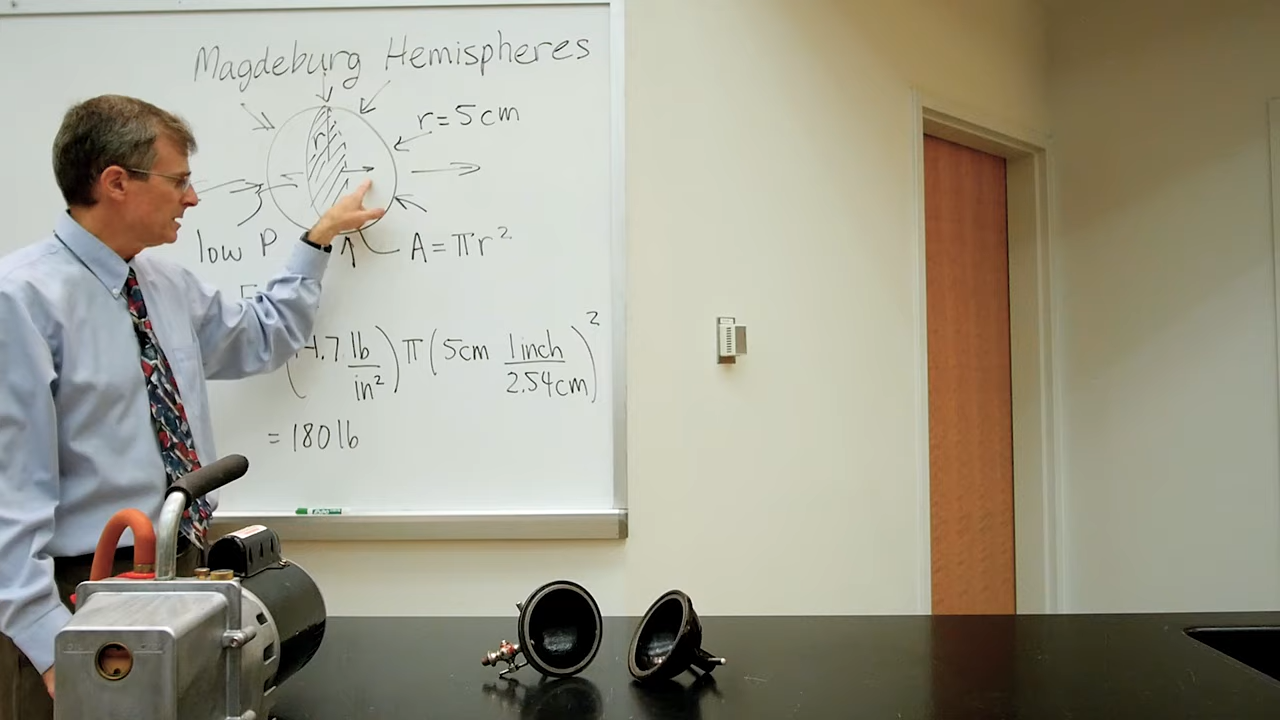 Magdeburg Hemispheres
r
r=5cm
low P
A=πr²
(14.7 lb/in²) π (5cm 1inch/2.54cm)²
= 180 lb